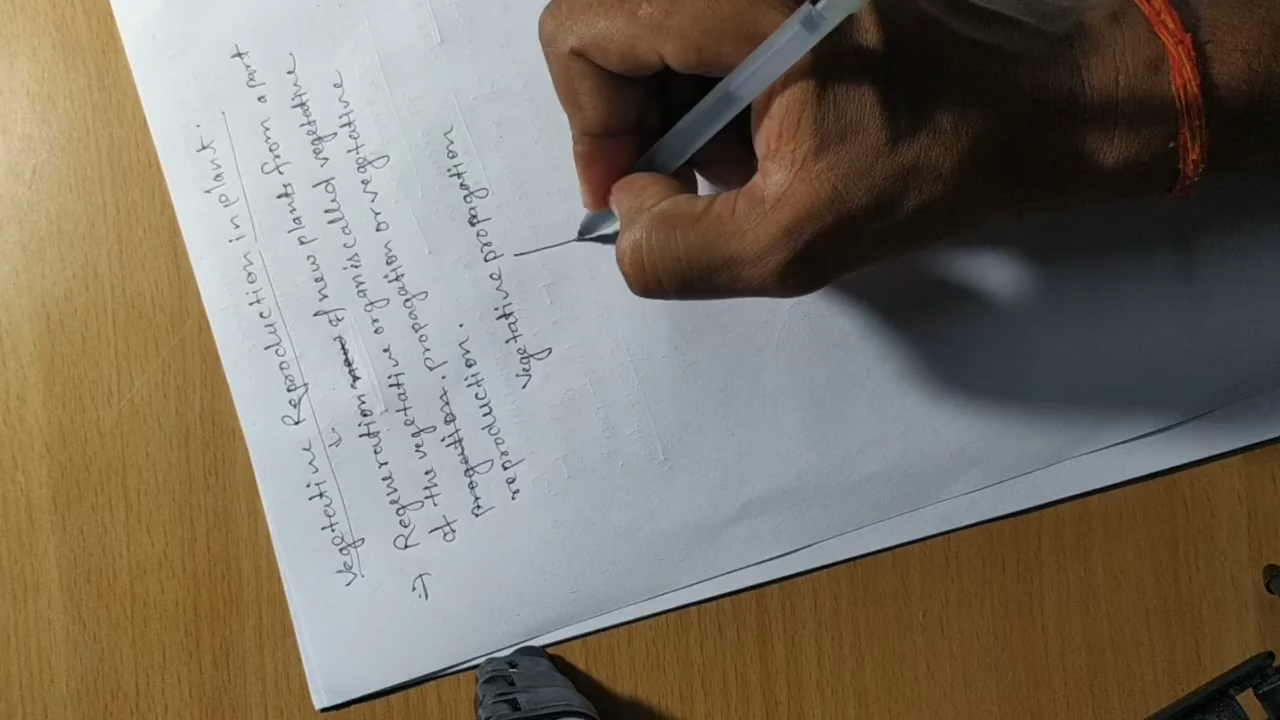 Vegetative Reproduction in plant:
⇒ Regeneration of new plants from a part
of the vegetative organ is called vegetative
progation. propagation or vegetative
reproduction.
Vegetative propagation